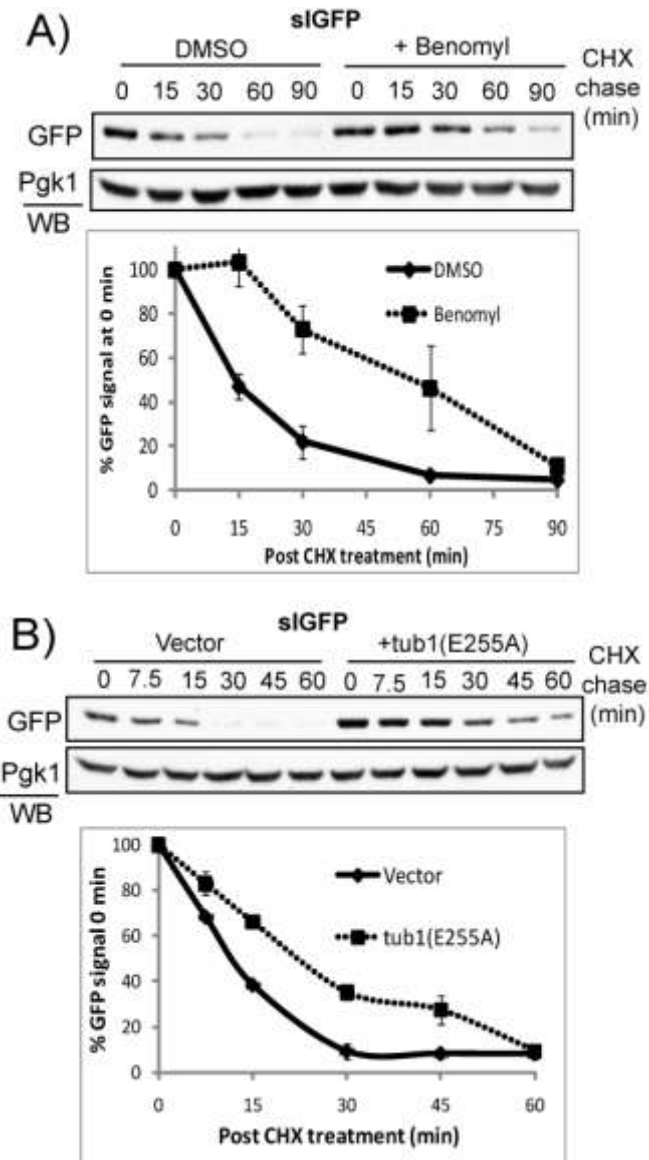 A)
slGFP
DMSO + Benomyl CHX
0 15 30 60 90 0 15 30 60 90 chase
(min)
GFP
Pgk1
WB
100
80
60
40
20
0
% GFP signal at 0 min
DMSO
Benomyl
0 15 30 45 60 75 90
Post CHX treatment (min)
B)
slGFP
Vector +tub1(E255A) CHX
0 7.5 15 30 45 60 0 7.5 15 30 45 60 chase
(min)
GFP
Pgk1
WB
100
80
60
40
20
0
% GFP signal 0 min
Vector
tub1(E255A)
0 15 30 45 60
Post CHX treatment (min)